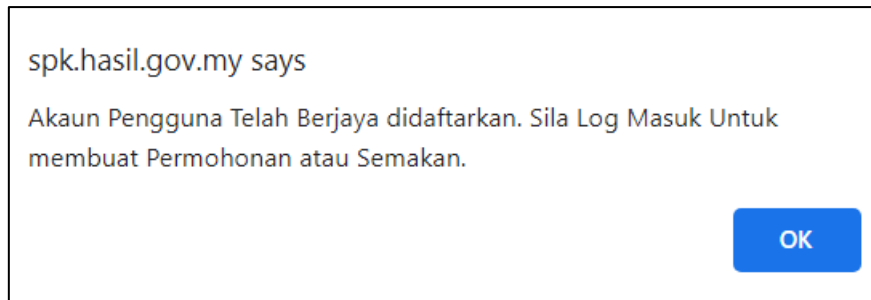 spk.hasil.gov.my says
Akaun Pengguna Telah Berjaya didaftarkan. Sila Log Masuk Untuk
membuat Permohonan atau Semakan.
OK